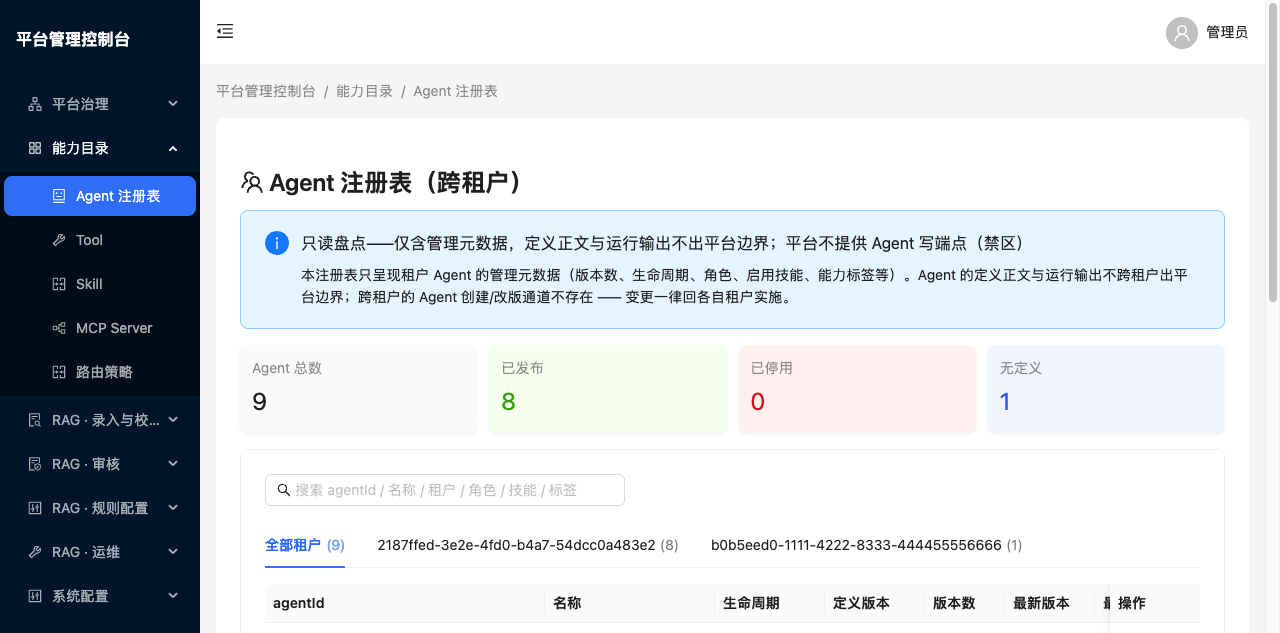 平台管理控制台
管理员
平台治理
能力目录
Agent 注册表
Tool
Skill
MCP Server
路由策略
RAG · 录入与校...
RAG · 审核
RAG · 规则配置
RAG · 运维
系统配置
平台管理控制台 / 能力目录 / Agent 注册表
Agent 注册表（跨租户）
只读盘点——仅含管理元数据，定义正文与运行输出不出平台边界；平台不提供 Agent 写端点（禁区）
本注册表只呈现租户 Agent 的管理元数据（版本数、生命周期、角色、启用技能、能力标签等）。Agent 的定义正文与运行输出不跨租户出平
台边界；跨租户的 Agent 创建/改版通道不存在 —— 变更一律回各自租户实施。
Agent 总数
9
已发布
8
已停用
0
无定义
1
搜索 agentId / 名称 / 租户 / 角色 / 技能 / 标签
全部租户 (9) 2187ffed-3e2e-4fd0-b4a7-54dcc0a483e2 (8) b0b5eed0-1111-4222-8333-444455556666 (1)
agentId 名称 生命周期 定义版本 版本数 最新版本 操作